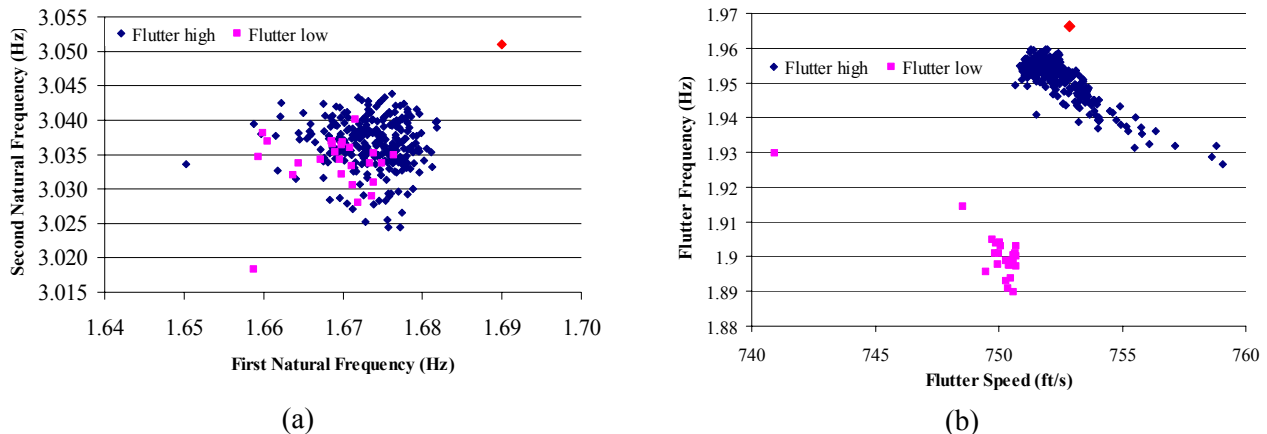 3.055
3.050
3.045
3.040
3.035
3.030
3.025
3.020
3.015
Second Natural Frequency (Hz)
Flutter high Flutter low
1.64 1.65 1.66 1.67 1.68 1.69 1.70
First Natural Frequency (Hz)
(a)
1.97
1.96
1.95
1.94
1.93
1.92
1.91
1.9
1.89
1.88
Flutter Frequency (Hz)
Flutter high Flutter low
740 745 750 755 760
Flutter Speed (ft/s)
(b)